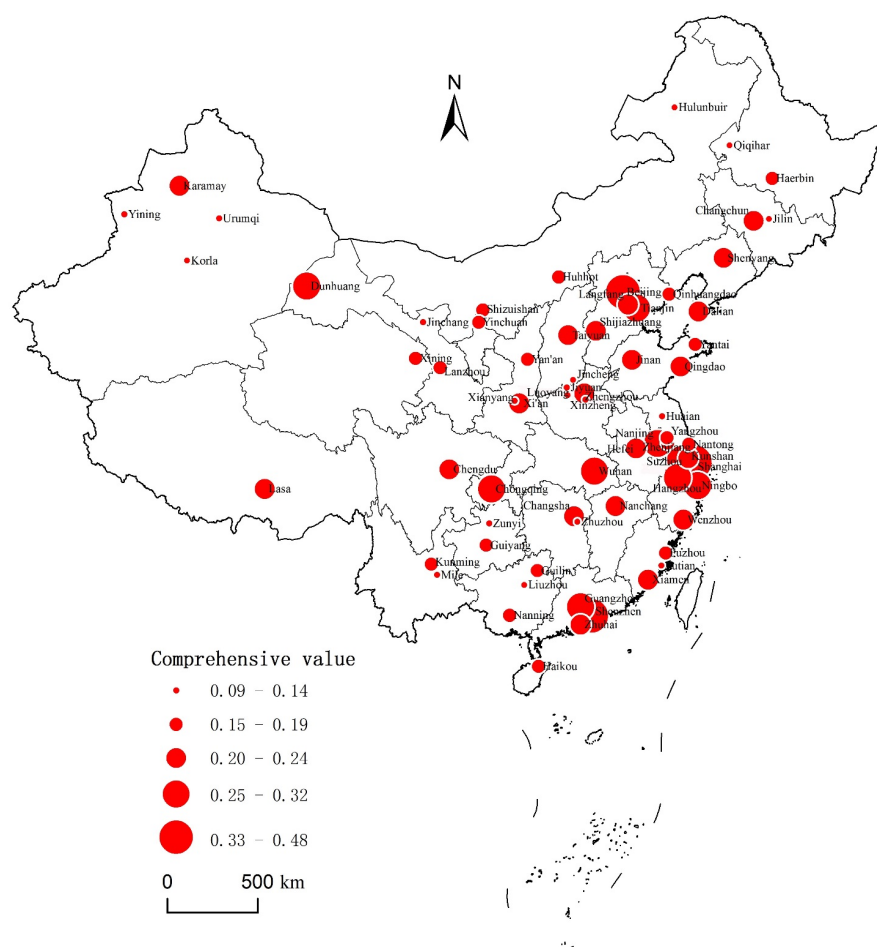 N
Hulunbuir
Qiqihar
Haerbin
Karamay
Changchun
Jilin
Yining
Urumqi
Korla
Shenyang
Dunhuang
Huhhot
Langfang
Beijing
Qinhuangdao
Tianjin
Dalian
Shizuishan
Jinchang
Yinchuan
Shijiazhuang
Taiyuan
Yantai
Xining
Yan'an
Jinan
Lanzhou
Qingdao
Jincheng
Jiyuan
Luoyang
Xianyang
Xi'an
Xinzheng
Huaian
Nanjing
Yangzhou
Nantong
Hefei
Zhenjiang
Kunshan
Suzhou
Shanghai
Chengdu
Wuhan
Lasa
Chongqing
Hangzhou
Ningbo
Changsha
Nanchang
Zunyi
Zhuzhou
Wenzhou
Guiyang
Fuzhou
Kunming
Guilin
Putian
Mile
Xiamen
Liuzhou
Guangzhou
Nanning
Shenzhen
Zhuhai
Haikou
Comprehensive value
0.09 - 0.14
0.15 - 0.19
0.20 - 0.24
0.25 - 0.32
0.33 - 0.48
0 500 km